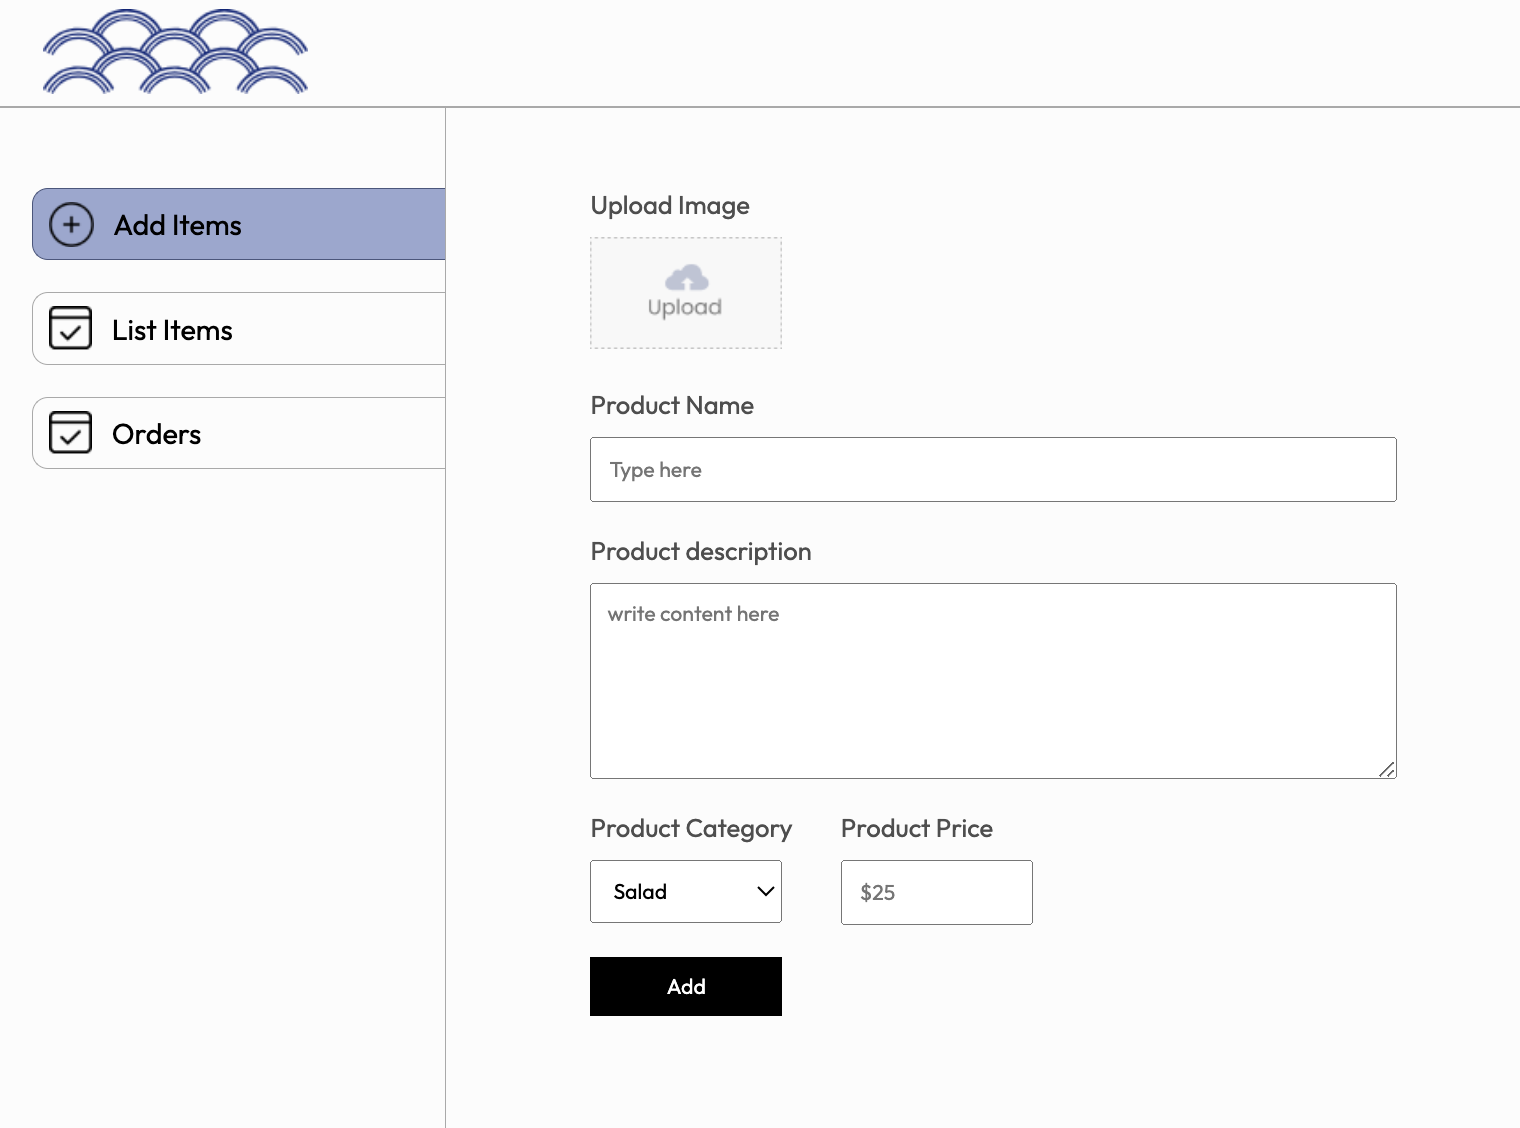 Add Items
List Items
Orders
Upload Image
Upload
Product Name
Type here
Product description
write content here
Product Category
Salad
Product Price
$25
Add